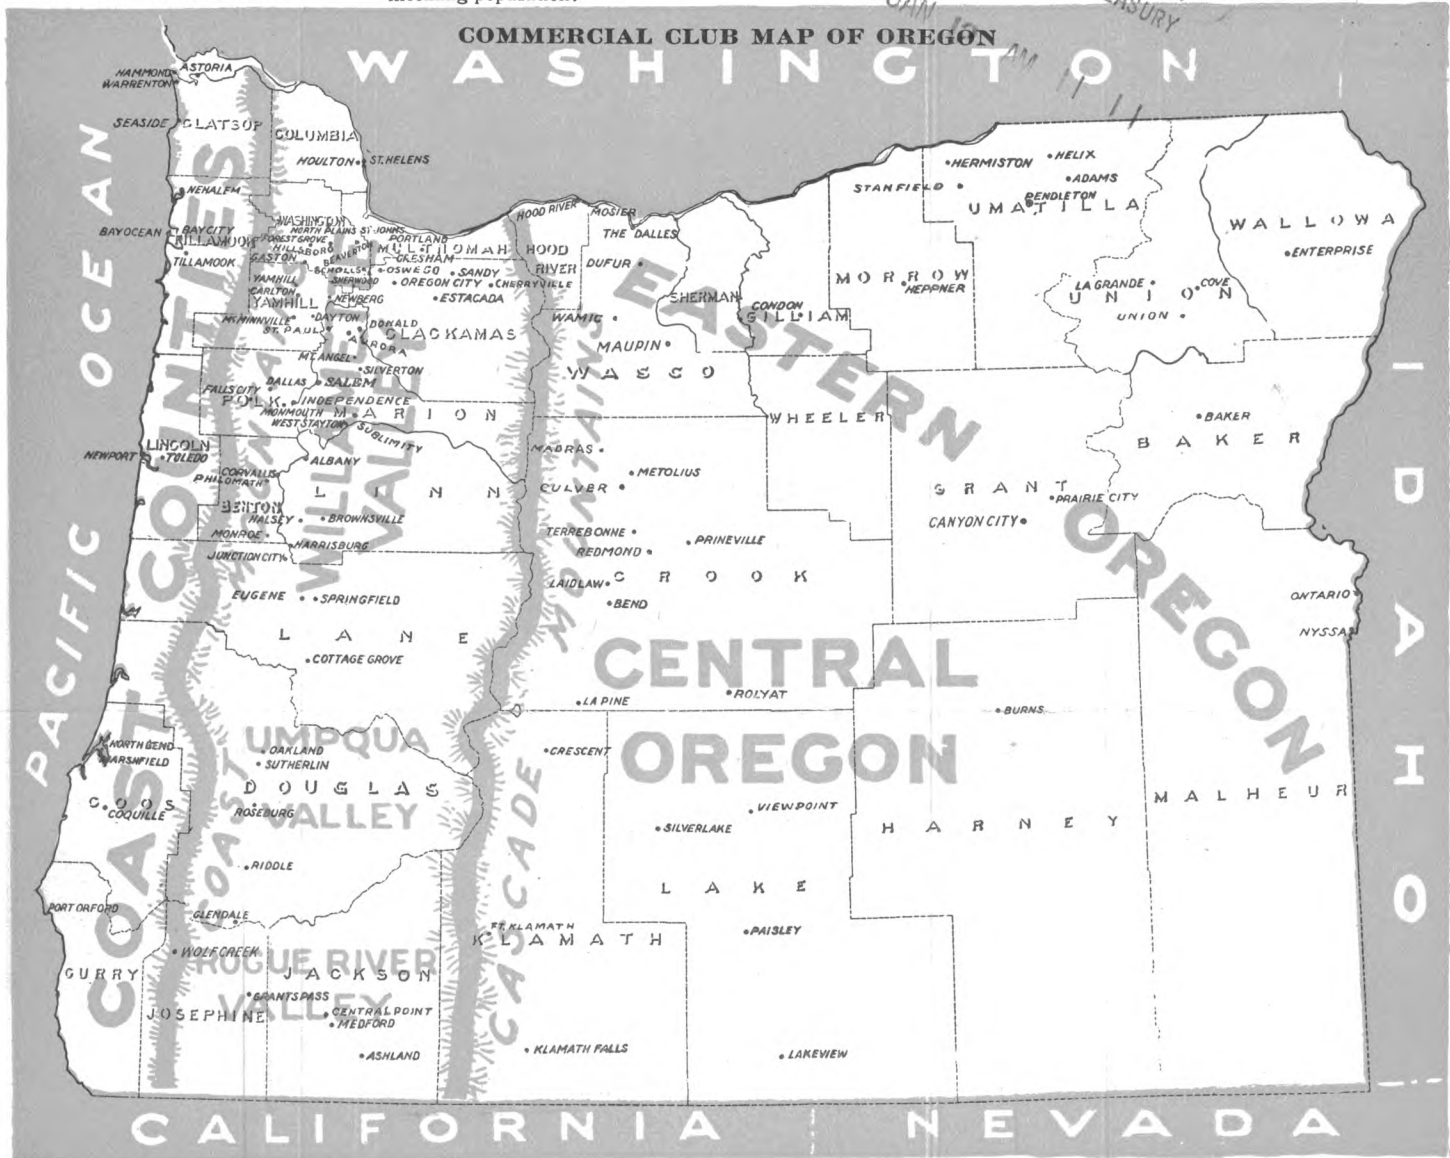 COMMERCIAL CLUB MAP OF OREGON
JAN
AM 11 11
WASHINGTON
PACIFIC OCEAN
IDAHO
CALIFORNIA
NEVADA
COAST COUNTIES
WILLAMETTE VALLEY
EASTERN OREGON
CENTRAL OREGON
UMPQUA VALLEY
ROGUE RIVER VALLEY
COAST MOUNTAINS
CASCADE MOUNTAINS
HAMMOND
ASTORIA
WARRENTON
SEASIDE
CLATSOP
COLUMBIA
HOULTON
ST. HELENS
NEHALEM
BAYOCEAN
BAYCITY
TILLAMOOK
TILLAMOOK
WASHINGTON
NORTH PLAINS
ST JOHNS
FOREST GROVE
HILLSBORO
BEAVERTON
PORTLAND
MULTNOMAH
GASTON
GRESHAM
SCHOLLS
OSWEGO
SANDY
YAMHILL
SHERWOOD
OREGON CITY
CHERRYVILLE
CARLTON
NEWBERG
ESTACADA
YAMHILL
MCMINNVILLE
DAYTON
DONALD
ST. PAUL
AURORA
CLACKAMAS
MT. ANGEL
SILVERTON
DALLAS
SALEM
FALLS CITY
POLK
INDEPENDENCE
MONMOUTH
MARION
WEST STAYTON
SUBLIMITY
LINCOLN
NEWPORT
TOLEDO
CORVALLIS
PHILOMATH
ALBANY
LINN
BENTON
HALSEY
BROWNSVILLE
MONROE
HARRISBURG
JUNCTION CITY
EUGENE
SPRINGFIELD
LANE
COTTAGE GROVE
NORTH BEND
MARSHFIELD
COOS
COQUILLE
OAKLAND
SUTHERLIN
DOUGLAS
ROSEBURG
RIDDLE
PORT ORFORD
GLENDALE
WOLFCREEK
CURRY
JACKSON
GRANTSPASS
JOSEPHINE
CENTRAL POINT
MEDFORD
ASHLAND
HOOD RIVER
MOSIER
THE DALLES
HOOD RIVER
DUFUR
SHERMAN
CONDON
GILLIAM
WAMIC
MAUPIN
WASCO
WHEELER
MADRAS
METOLIUS
CULVER
TERREBONNE
PRINEVILLE
REDMOND
CROOK
LAIDLAW
BEND
LA PINE
ROLYAT
CRESCENT
VIEWPOINT
SILVERLAKE
LAKE
FT. KLAMATH
KLAMATH
PAISLEY
KLAMATH FALLS
LAKEVIEW
HERMISTON
HELIX
STANFIELD
ADAMS
PENDLETON
UMATILLA
WALLOWA
ENTERPRISE
MORROW
HEPPNER
LA GRANDE
COVE
UNION
UNION
BAKER
BAKER
GRANT
PRAIRIE CITY
CANYON CITY
ONTARIO
NYSSA
BURNS
HARNEY
MALHEUR